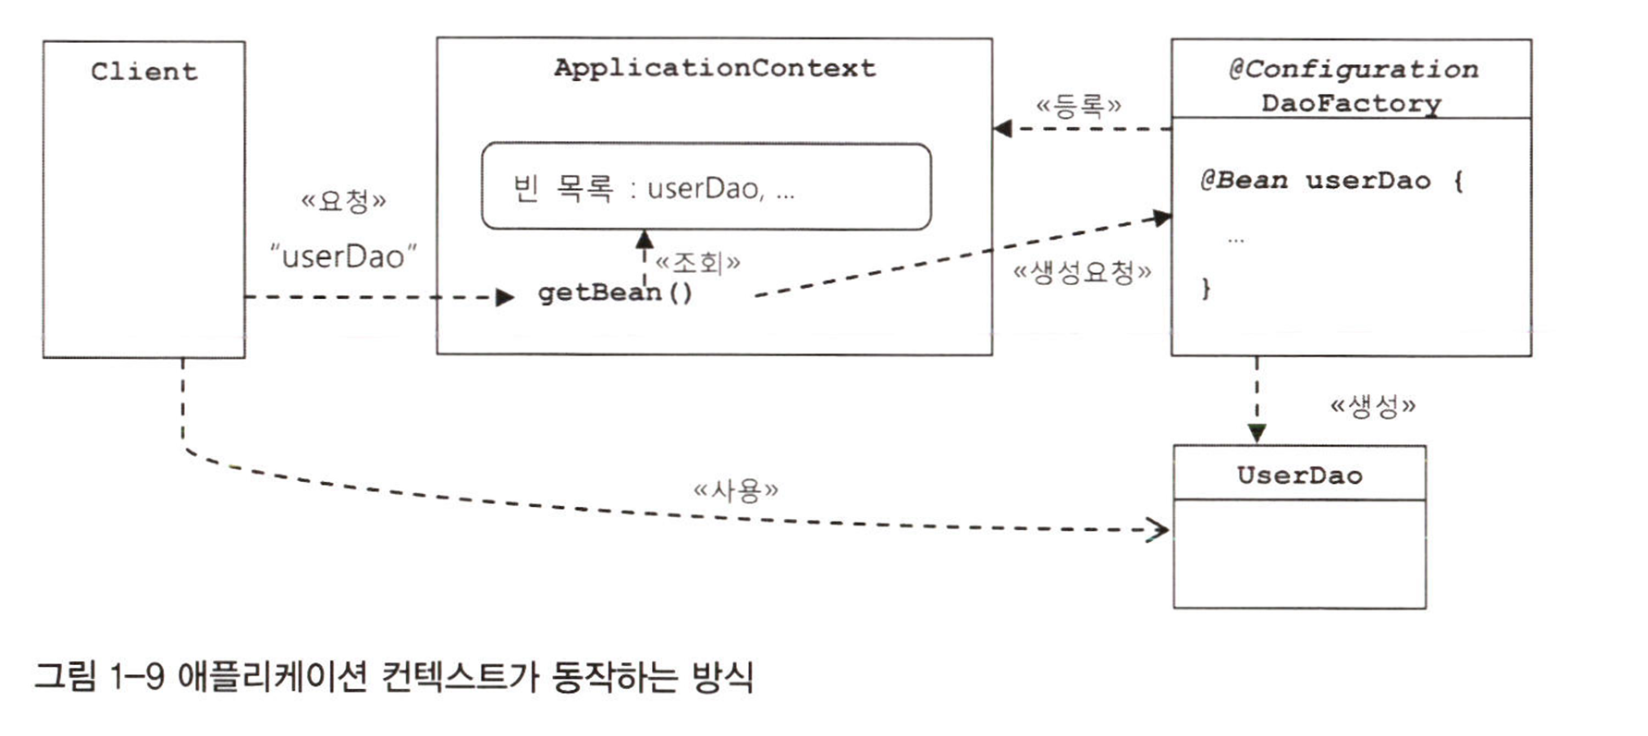 Client
ApplicationContext
@Configuration
DaoFactory
«등록»
빈 목록 : userDao, ...
@Bean userDao {
...
}
«요청»
"userDao"
«조회»
getBean()
«생성요청»
«생성»
UserDao
«사용»
그림 1-9 애플리케이션 컨텍스트가 동작하는 방식